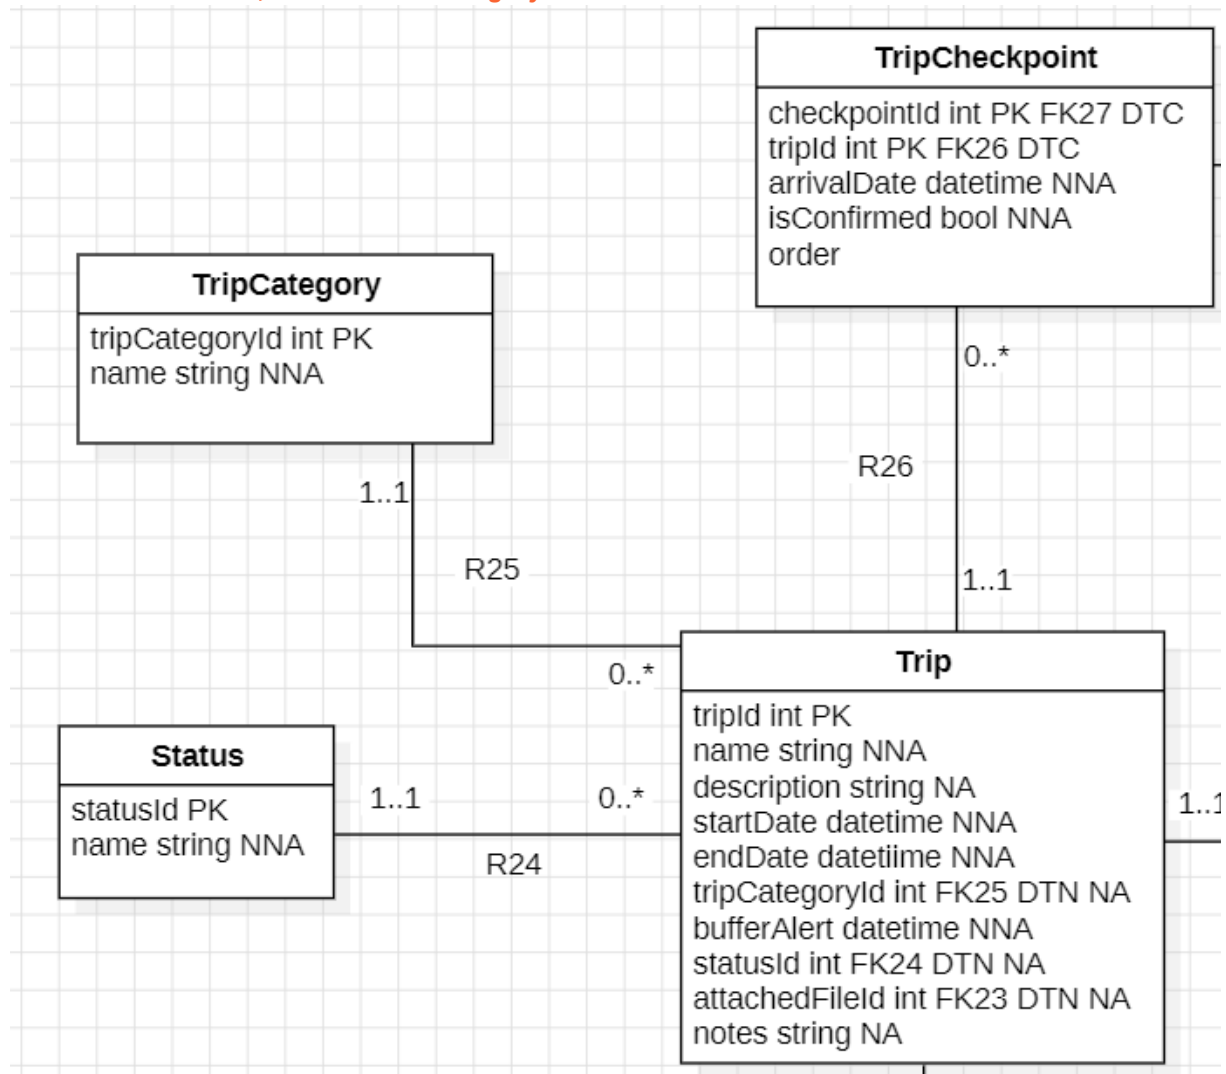 TripCheckpoint
checkpointId int PK FK27 DTC
tripId int PK FK26 DTC
arrivalDate datetime NNA
isConfirmed bool NNA
order
TripCategory
tripCategoryId int PK
name string NNA
0..*
R26
1..1
1..1
R25
0..*
Trip
tripId int PK
name string NNA
description string NA
startDate datetime NNA
endDate datetiime NNA
tripCategoryId int FK25 DTN NA
bufferAlert datetime NNA
statusId int FK24 DTN NA
attachedFileId int FK23 DTN NA
notes string NA
Status
statusId PK
name string NNA
1..1
0..*
R24